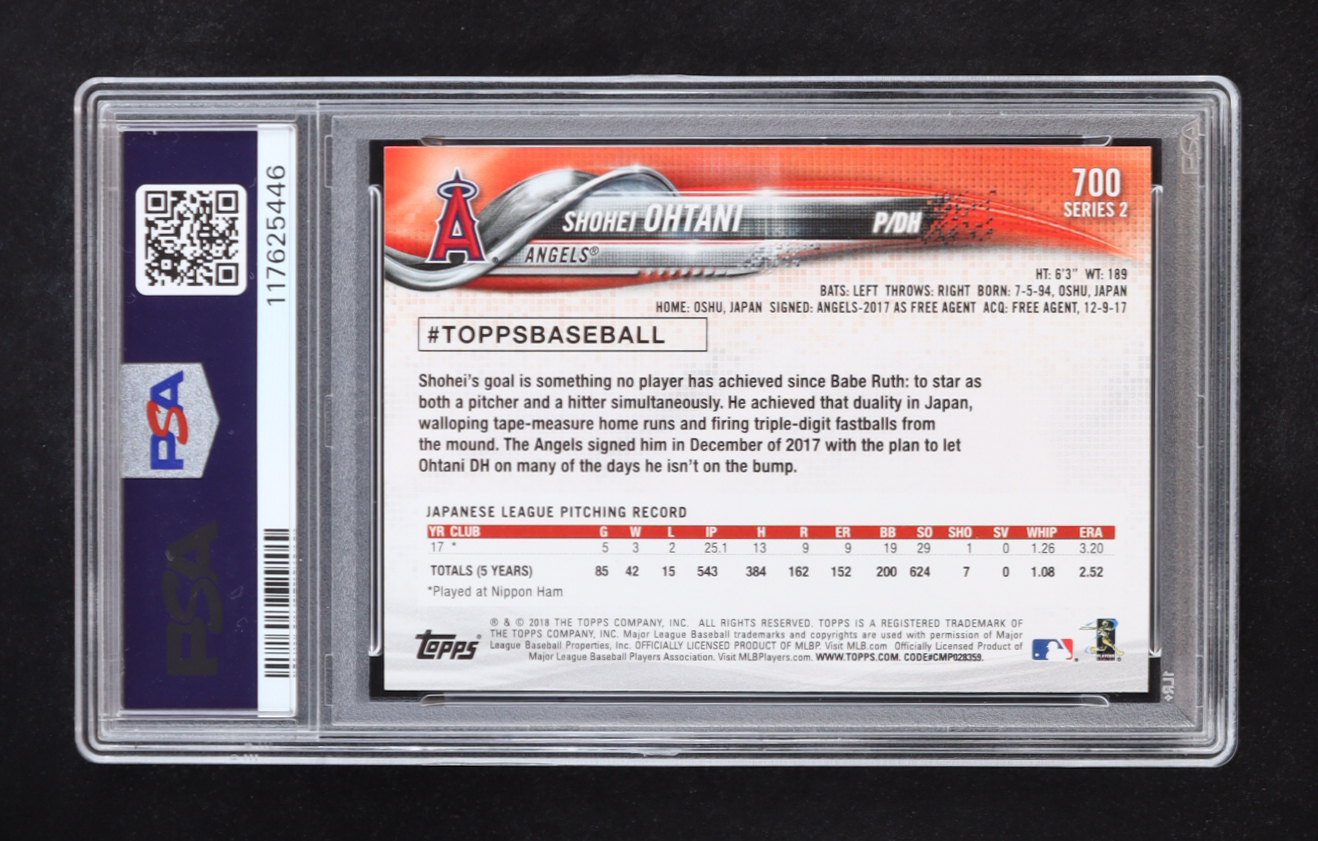 PSA
PSA
117625446
A
SHOHEI OHTANI
P/DH
ANGELS®
700
SERIES 2
HT: 6'3" WT: 189
BATS: LEFT THROWS: RIGHT BORN: 7-5-94, OSHU, JAPAN
HOME: OSHU, JAPAN SIGNED: ANGELS-2017 AS FREE AGENT ACQ: FREE AGENT, 12-9-17
#TOPPSBASEBALL
Shohei's goal is something no player has achieved since Babe Ruth: to star as
both a pitcher and a hitter simultaneously. He achieved that duality in Japan,
walloping tape-measure home runs and firing triple-digit fastballs from
the mound. The Angels signed him in December of 2017 with the plan to let
Ohtani DH on many of the days he isn't on the bump.
JAPANESE LEAGUE PITCHING RECORD
YR CLUB G W L IP H R ER BB SO SHO SV WHIP ERA
17 * 5 3 2 25.1 13 9 9 19 29 1 0 1.26 3.20
TOTALS (5 YEARS) 85 42 15 543 384 162 152 200 624 7 0 1.08 2.52
*Played at Nippon Ham
Topps®
® & © 2018 THE TOPPS COMPANY, INC. ALL RIGHTS RESERVED. TOPPS IS A REGISTERED TRADEMARK OF
THE TOPPS COMPANY, INC. Major League Baseball trademarks and copyrights are used with permission of Major
League Baseball Properties, Inc. OFFICIALLY LICENSED PRODUCT OF MLBP. Visit MLB.com Officially Licensed Product of
Major League Baseball Players Association. Visit MLBPlayers.com. WWW.TOPPS.COM. CODE#CMP028359.
PSA